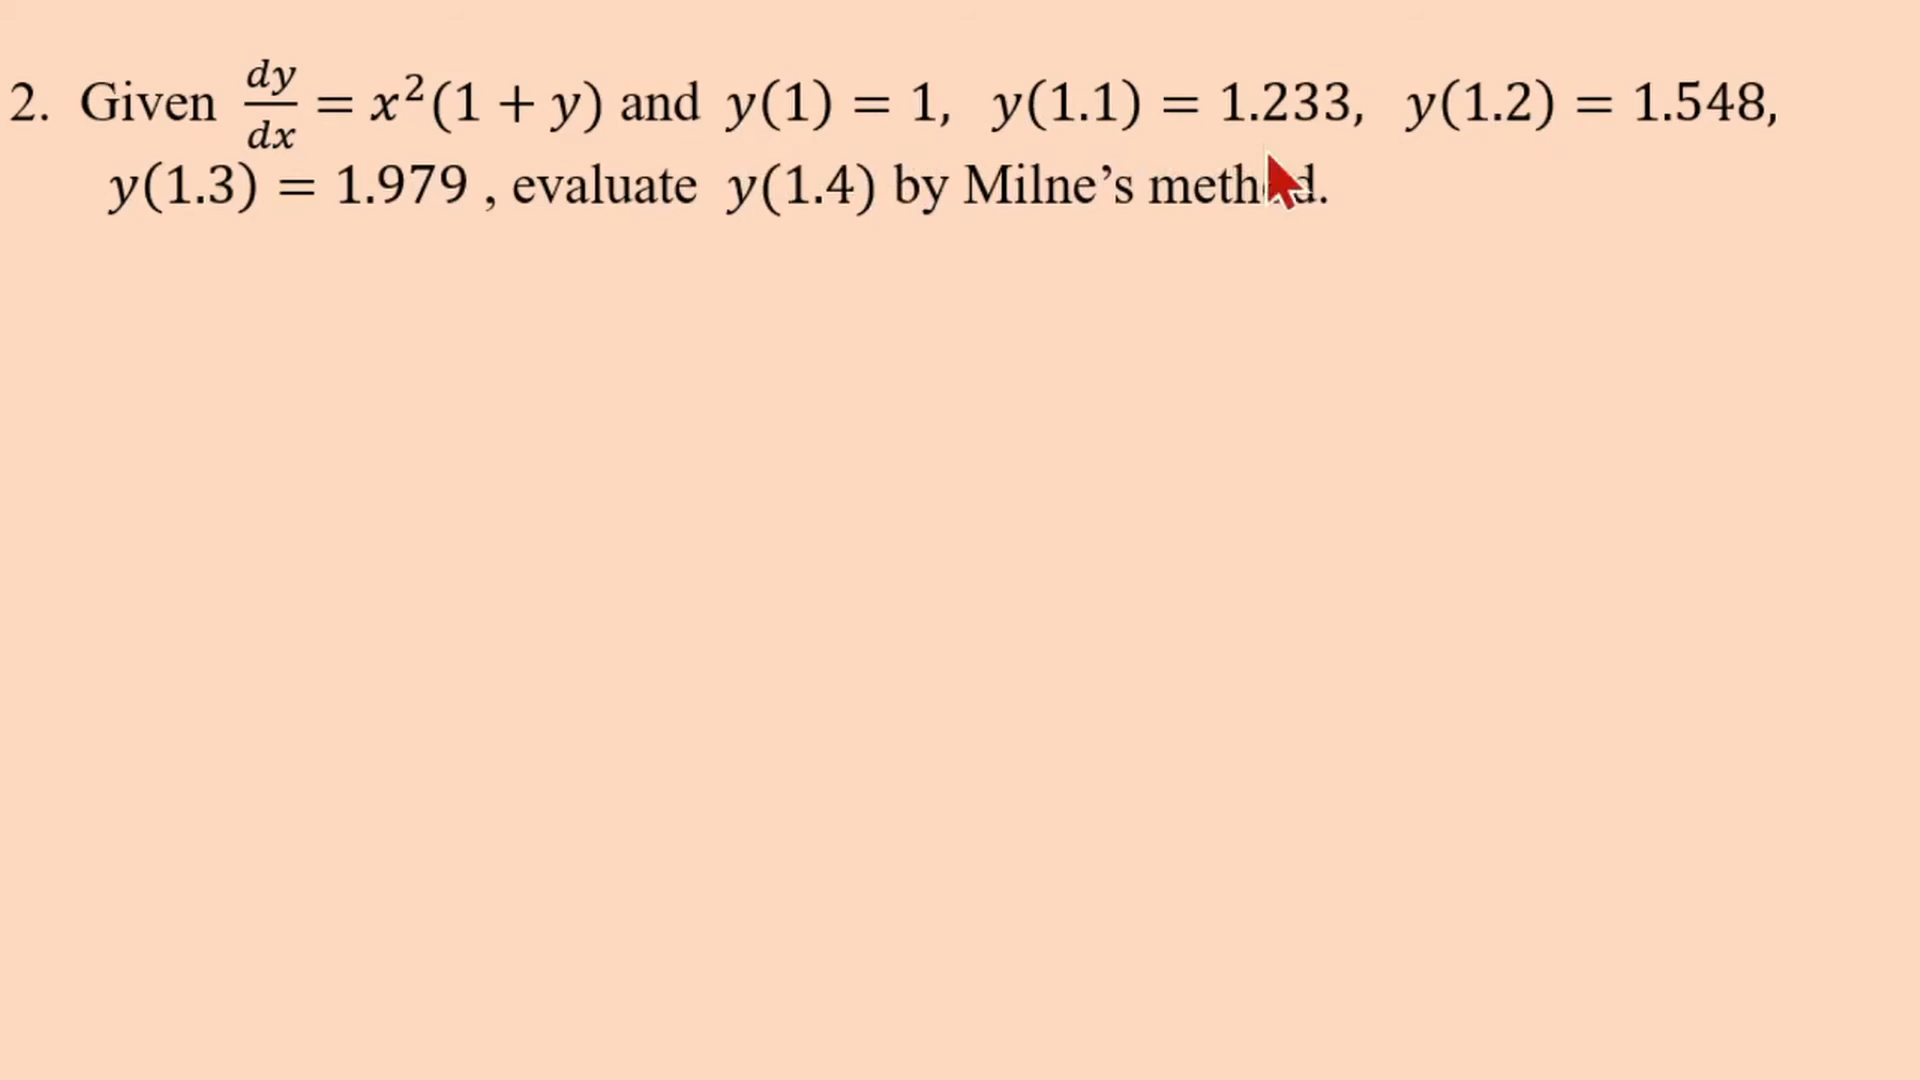 2. Given dy/dx = x²(1 + y) and y(1) = 1, y(1.1) = 1.233, y(1.2) = 1.548,
y(1.3) = 1.979 , evaluate y(1.4) by Milne’s method.